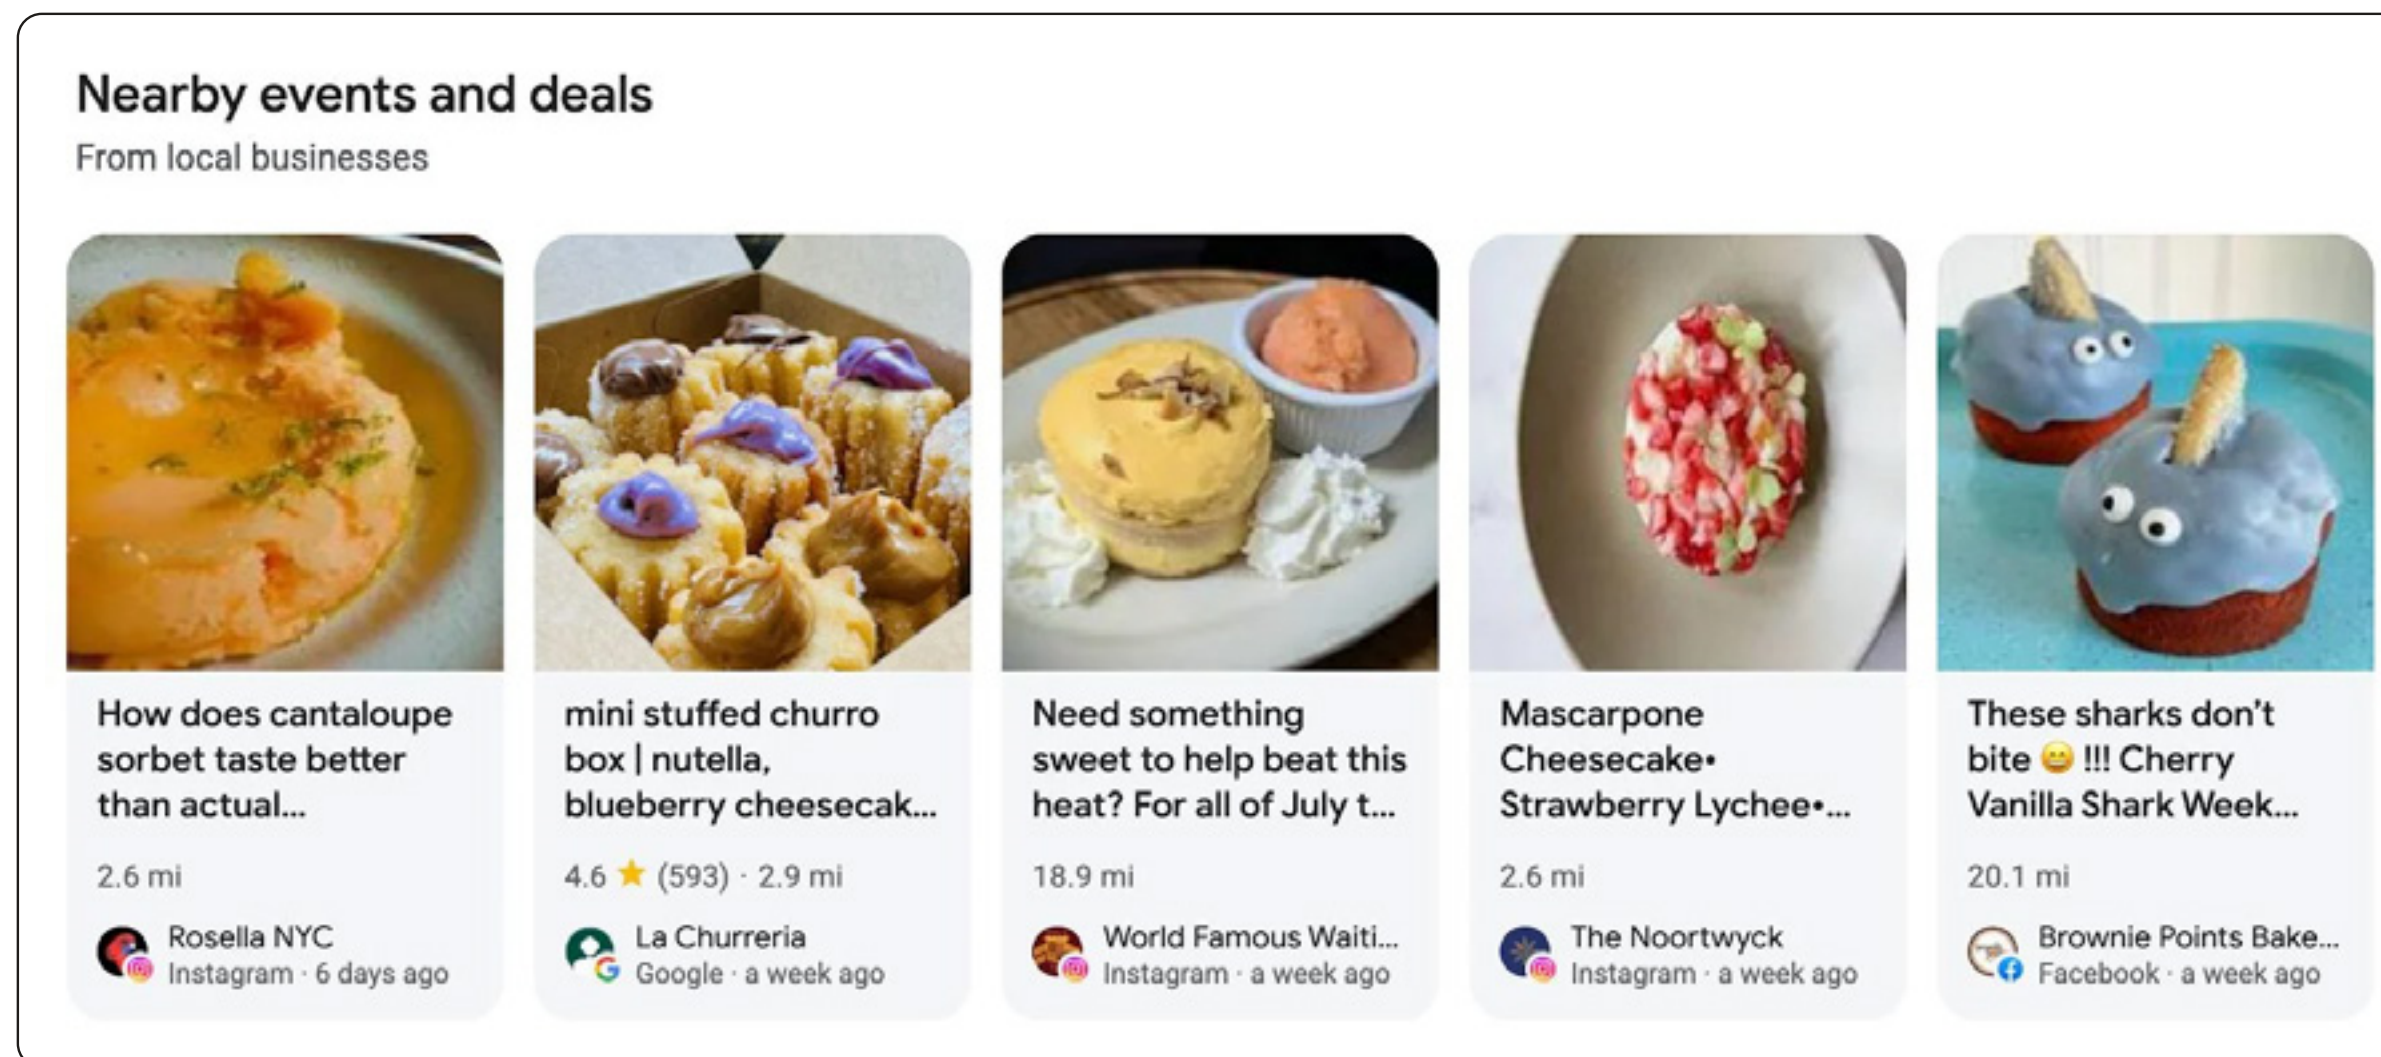 Nearby events and deals
From local businesses
How does cantaloupe
sorbet taste better
than actual...
2.6 mi
Rosella NYC
Instagram · 6 days ago
mini stuffed churro
box | nutella,
blueberry cheesecak...
4.6 ★ (593) · 2.9 mi
La Churreria
Google · a week ago
Need something
sweet to help beat this
heat? For all of July t...
18.9 mi
World Famous Waiti...
Instagram · a week ago
Mascarpone
Cheesecake•
Strawberry Lychee•...
2.6 mi
The Noortwyck
Instagram · a week ago
These sharks don't
bite 😁 !!! Cherry
Vanilla Shark Week...
20.1 mi
Brownie Points Bake...
Facebook · a week ago